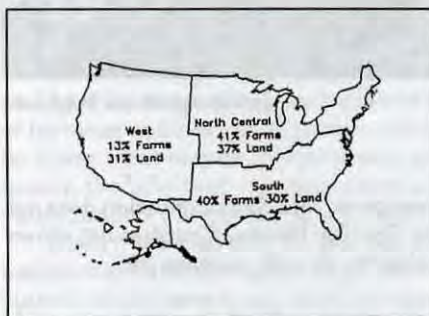 West
13% Farms
31% Land
North Central
41% Farms
37% Land
South
40% Farms 30% Land